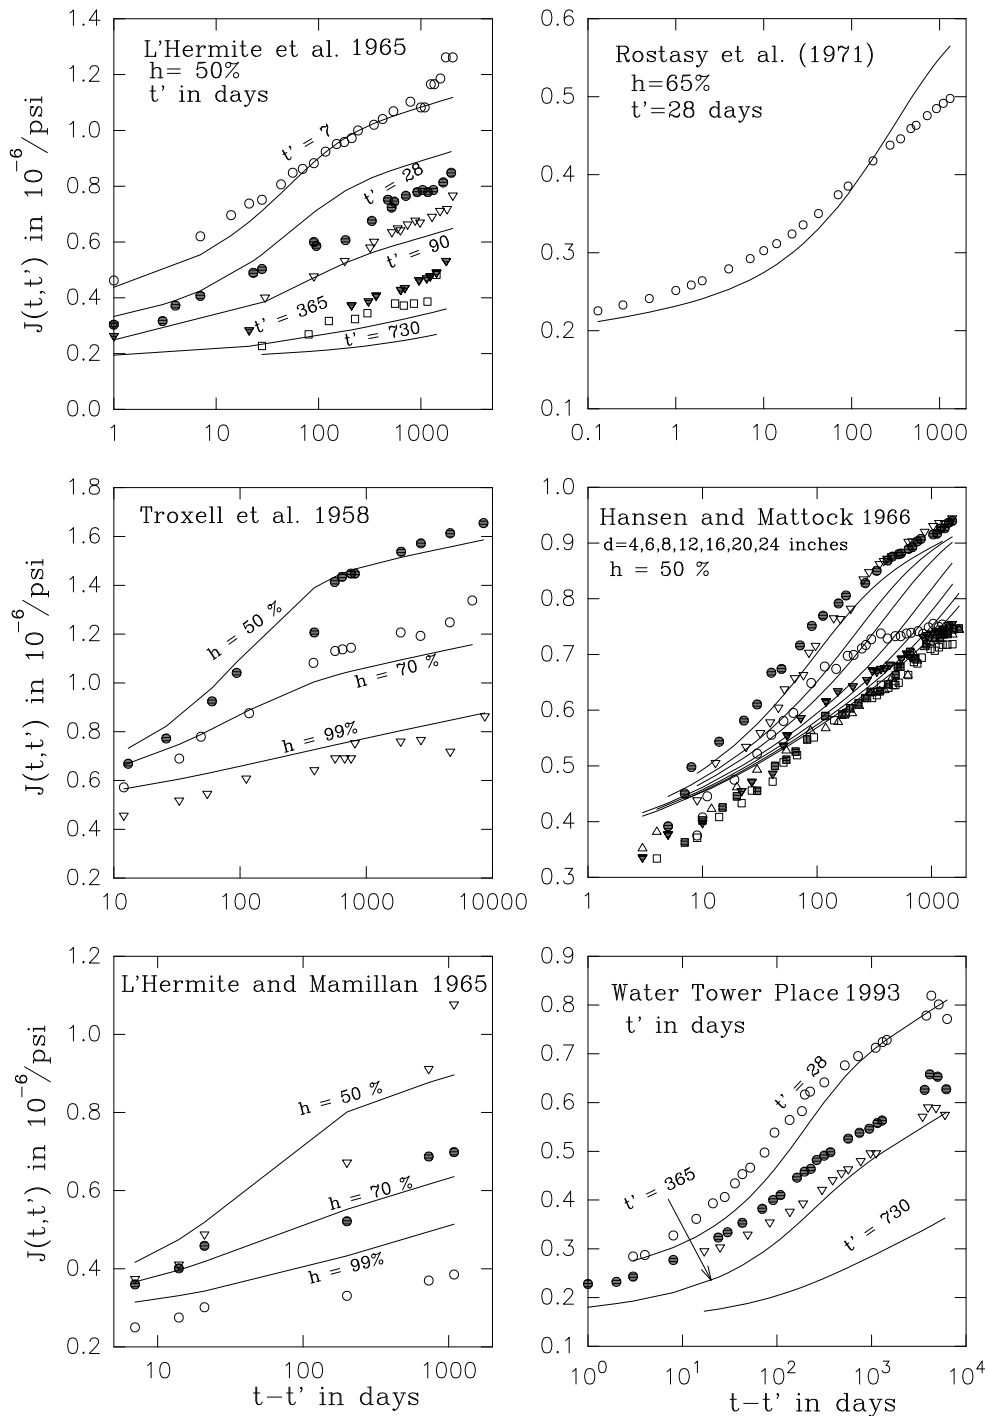 L'Hermite et al. 1965
h= 50%
t' in days
t' = 7
t' = 28
t' = 90
t' = 365
t' = 730
J(t,t') in 10⁻⁶/psi
1.4
1.2
1.0
0.8
0.6
0.4
0.2
0.0
1 10 100 1000
Rostasy et al. (1971)
h=65%
t'=28 days
0.6
0.5
0.4
0.3
0.2
0.1
0.1 1 10 100 1000
Troxell et al. 1958
h = 50 %
h = 70 %
h = 99%
J(t,t') in 10⁻⁶/psi
1.8
1.6
1.4
1.2
1.0
0.8
0.6
0.4
0.2
10 100 1000 10000
Hansen and Mattock 1966
d=4,6,8,12,16,20,24 inches
h = 50 %
1.0
0.9
0.8
0.7
0.6
0.5
0.4
0.3
1 10 100 1000
L'Hermite and Mamillan 1965
h = 50 %
h = 70 %
h = 99%
J(t,t') in 10⁻⁶/psi
1.2
1.0
0.8
0.6
0.4
0.2
10 100 1000
t-t' in days
Water Tower Place 1993
t' in days
t' = 28
t' = 365
t' = 730
0.9
0.8
0.7
0.6
0.5
0.4
0.3
0.2
0.1
10⁰ 10¹ 10² 10³ 10⁴
t-t' in days